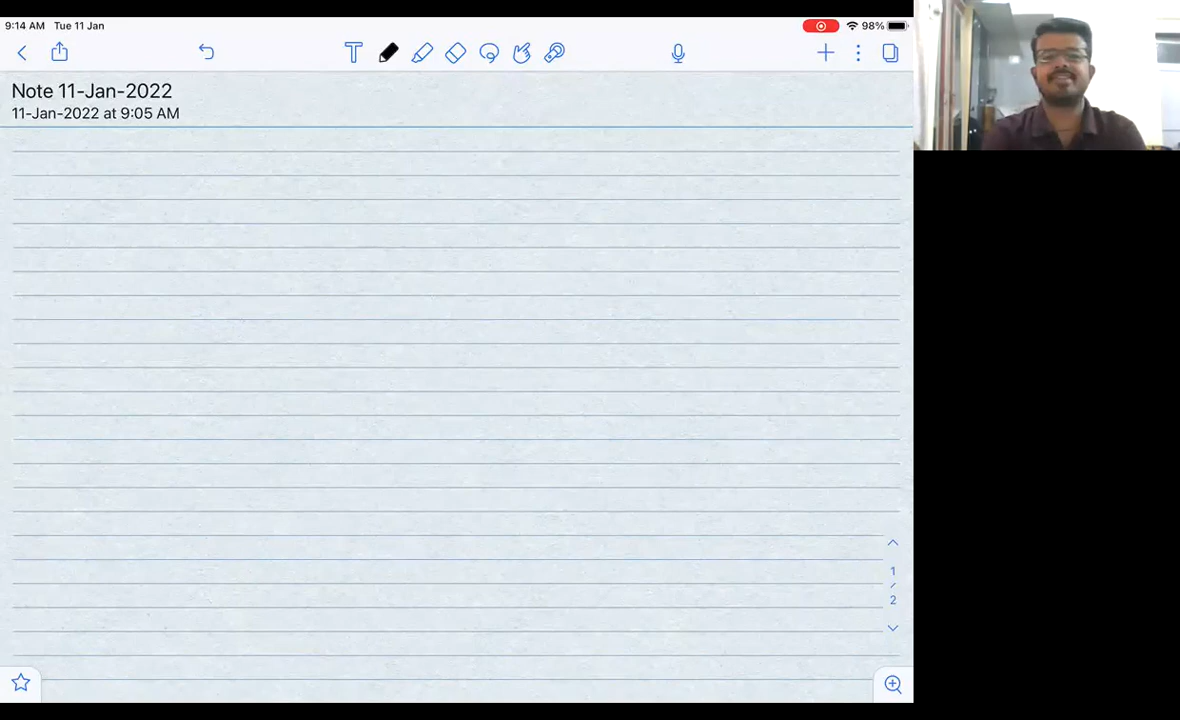 9:14 AM Tue 11 Jan
98%
T
Note 11-Jan-2022
11-Jan-2022 at 9:05 AM
1
2